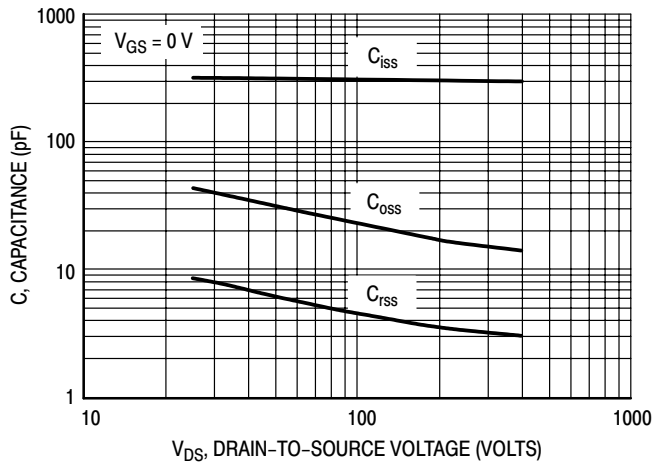 1000
V_GS = 0 V
C_iss
100
C_oss
10
C_rss
1
10
100
1000
C, CAPACITANCE (pF)
V_DS, DRAIN-TO-SOURCE VOLTAGE (VOLTS)